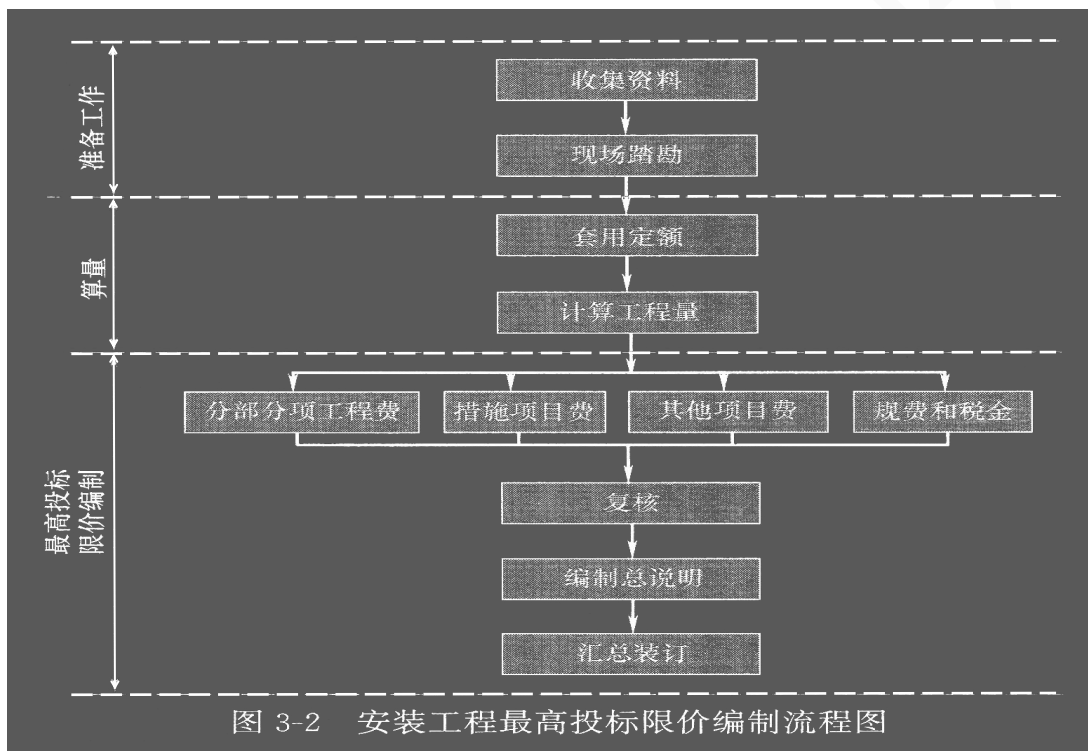 准备工作
收集资料
现场踏勘
算量
套用定额
计算工程量
最高投标
限价编制
分部分项工程费
措施项目费
其他项目费
规费和税金
复核
编制总说明
汇总装订
图 3-2 安装工程最高投标限价编制流程图